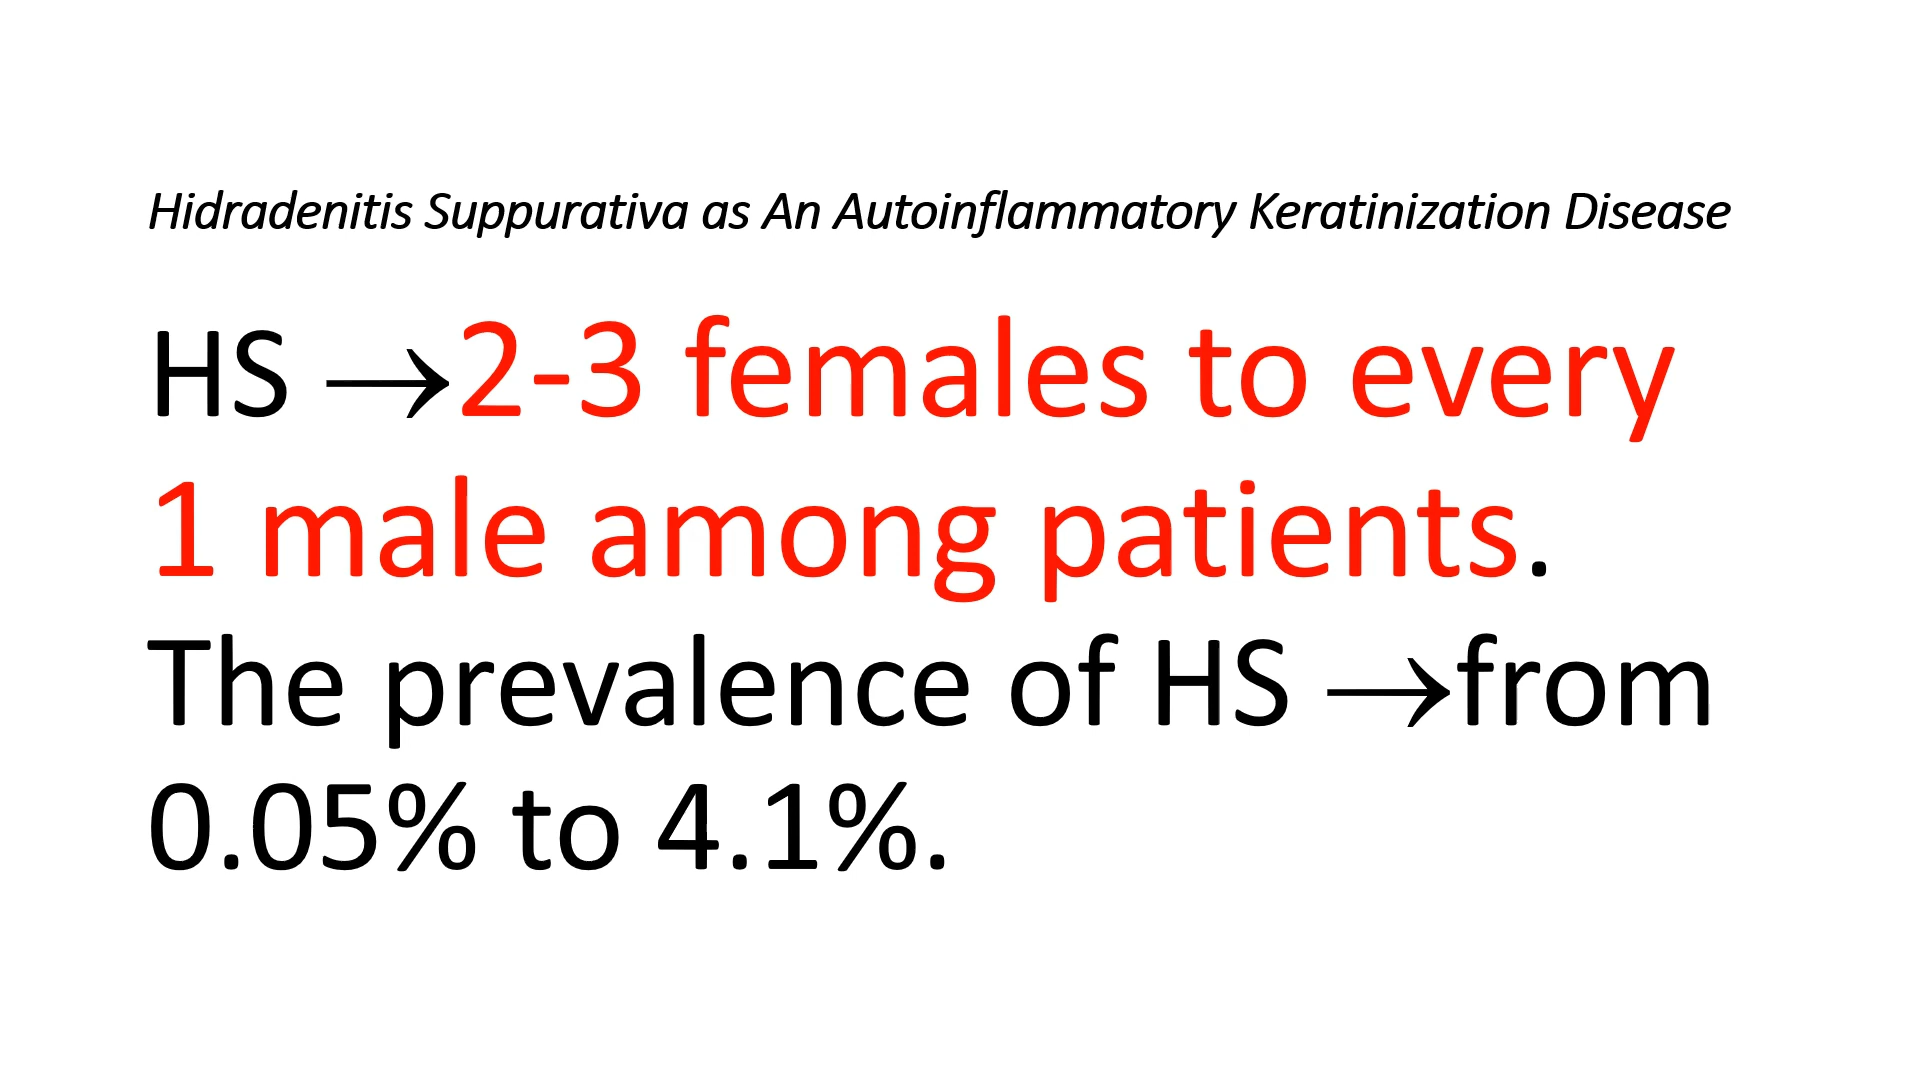 Hidradenitis Suppurativa as An Autoinflammatory Keratinization Disease
HS →2-3 females to every
1 male among patients.
The prevalence of HS →from
0.05% to 4.1%.